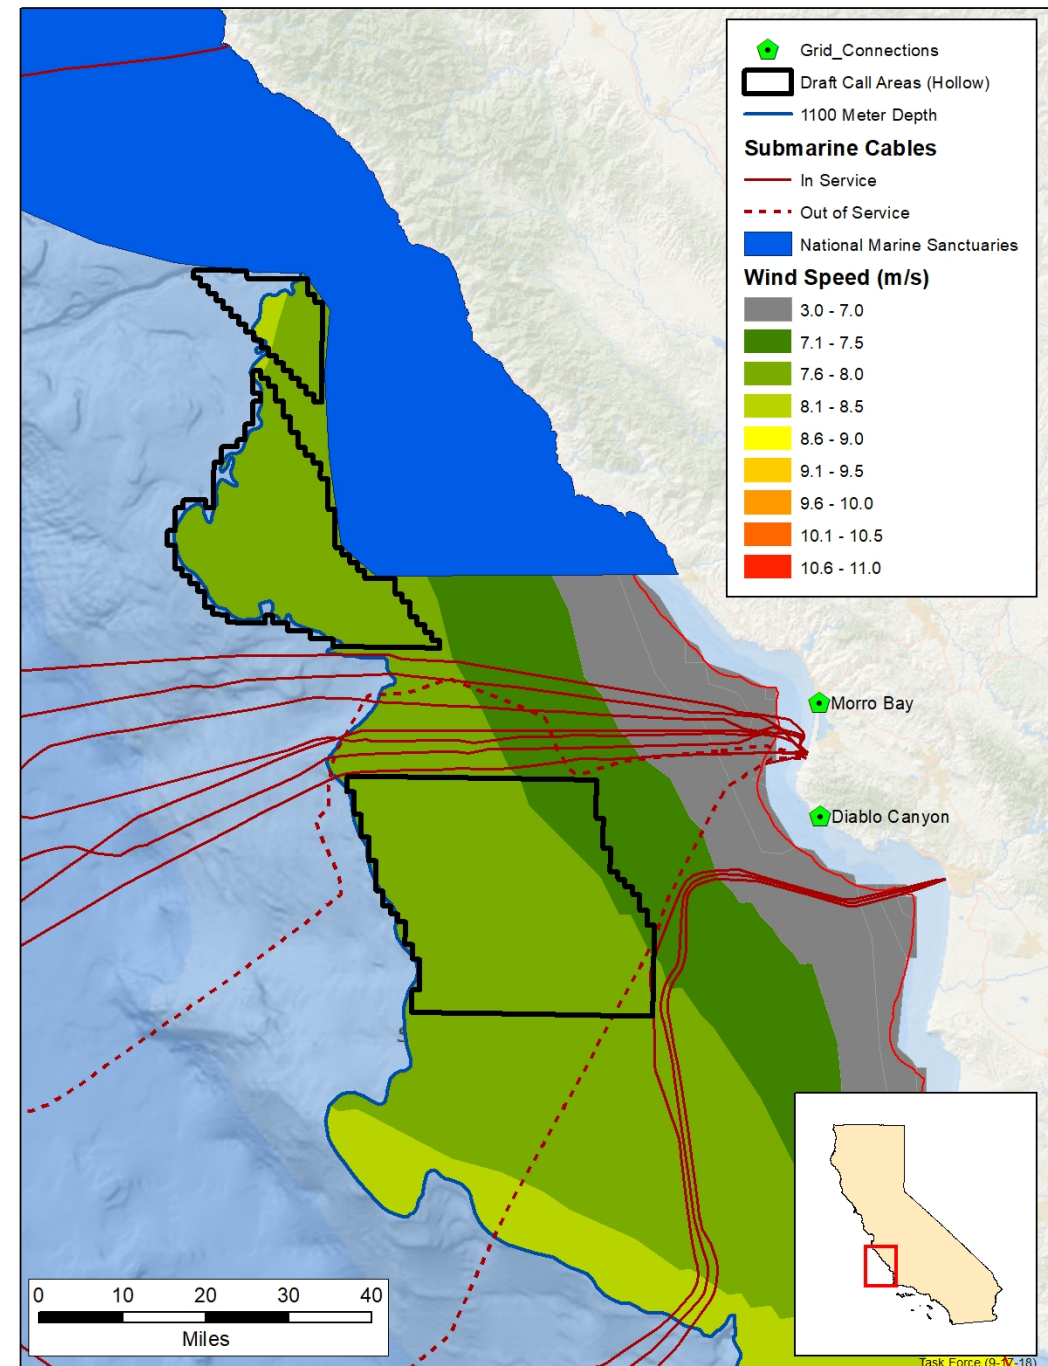 Grid_Connections
Draft Call Areas (Hollow)
1100 Meter Depth
Submarine Cables
In Service
Out of Service
National Marine Sanctuaries
Wind Speed (m/s)
3.0 - 7.0
7.1 - 7.5
7.6 - 8.0
8.1 - 8.5
8.6 - 9.0
9.1 - 9.5
9.6 - 10.0
10.1 - 10.5
10.6 - 11.0
Morro Bay
Diablo Canyon
0 10 20 30 40
Miles
Task Force (9-17-18)